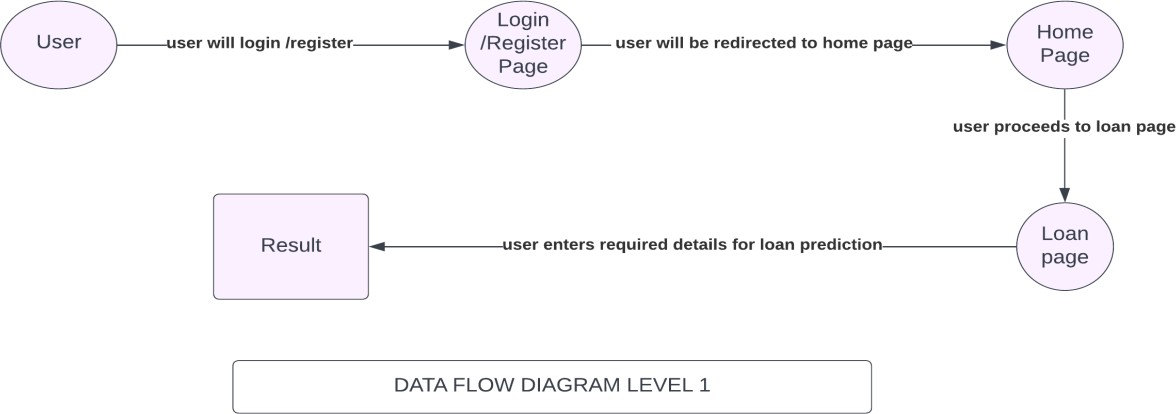 User
user will login /register
Login
/Register
Page
user will be redirected to home page
Home
Page
user proceeds to loan page
Loan
page
user enters required details for loan prediction
Result
DATA FLOW DIAGRAM LEVEL 1